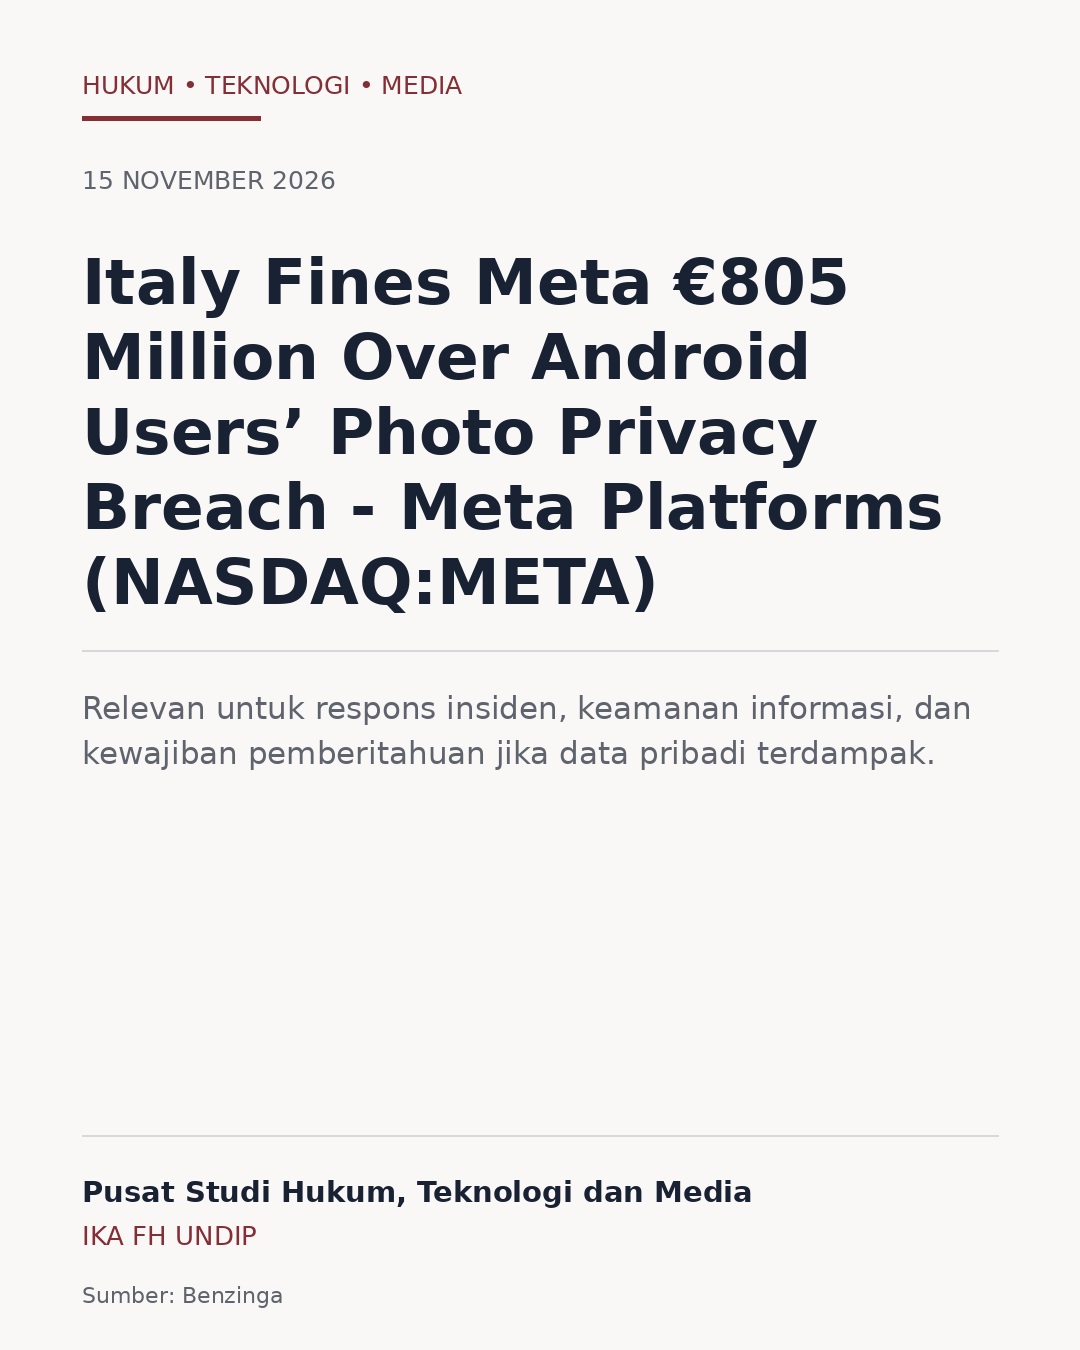 HUKUM • TEKNOLOGI • MEDIA
15 NOVEMBER 2026
Italy Fines Meta €805
Million Over Android
Users’ Photo Privacy
Breach - Meta Platforms
(NASDAQ:META)
Relevan untuk respons insiden, keamanan informasi, dan
kewajiban pemberitahuan jika data pribadi terdampak.
Pusat Studi Hukum, Teknologi dan Media
IKA FH UNDIP
Sumber: Benzinga